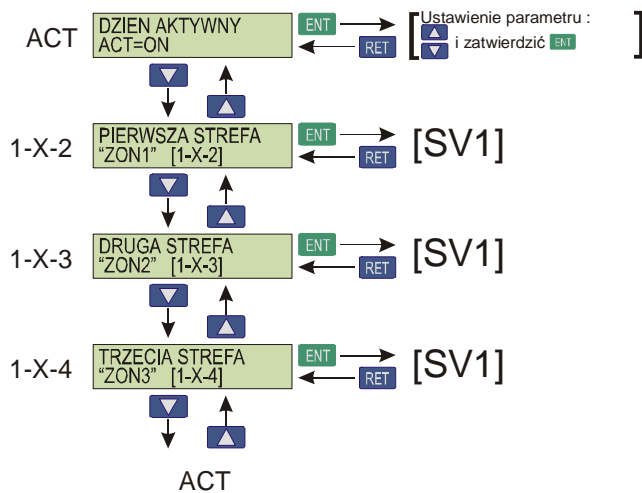 ACT
DZIEN AKTYWNY
ACT=ON
ENT
RET
Ustawienie parametru :
i zatwierdzić ENT
1-X-2
PIERWSZA STREFA
“ZON1” [1-X-2]
ENT
RET
[SV1]
1-X-3
DRUGA STREFA
“ZON2” [1-X-3]
ENT
RET
[SV1]
1-X-4
TRZECIA STREFA
“ZON3” [1-X-4]
ENT
RET
[SV1]
ACT